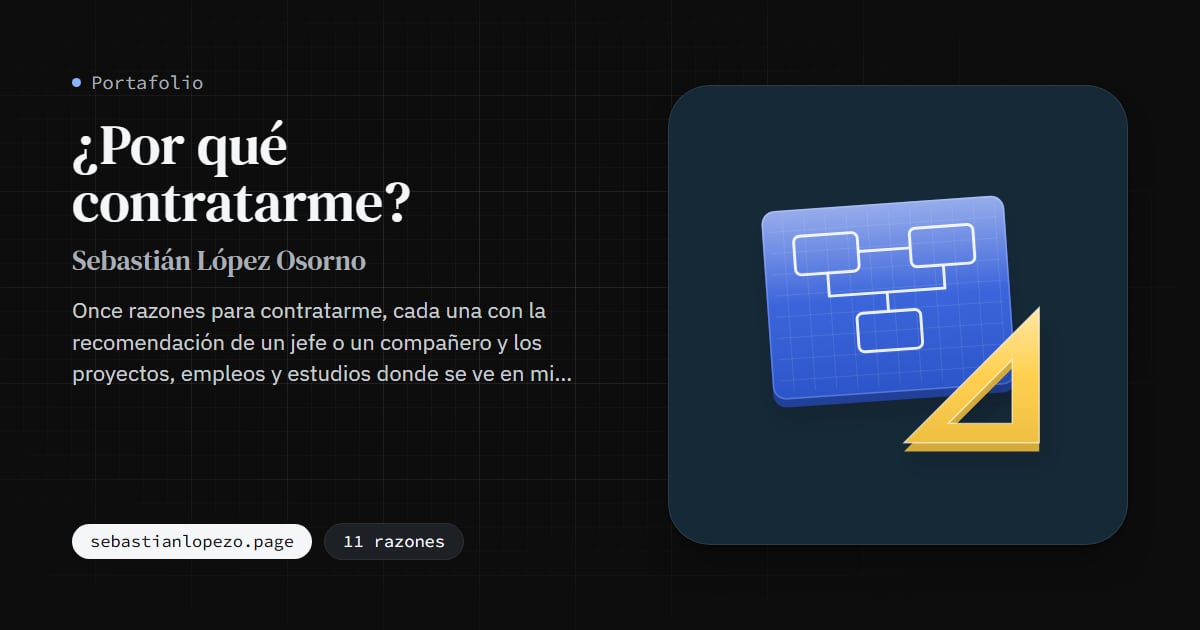 Portafolio
¿Por qué
contratarme?
Sebastián López Osorno
Once razones para contratarme, cada una con la
recomendación de un jefe o un compañero y los
proyectos, empleos y estudios donde se ve en mi...
sebastianlopezo.page
11 razones